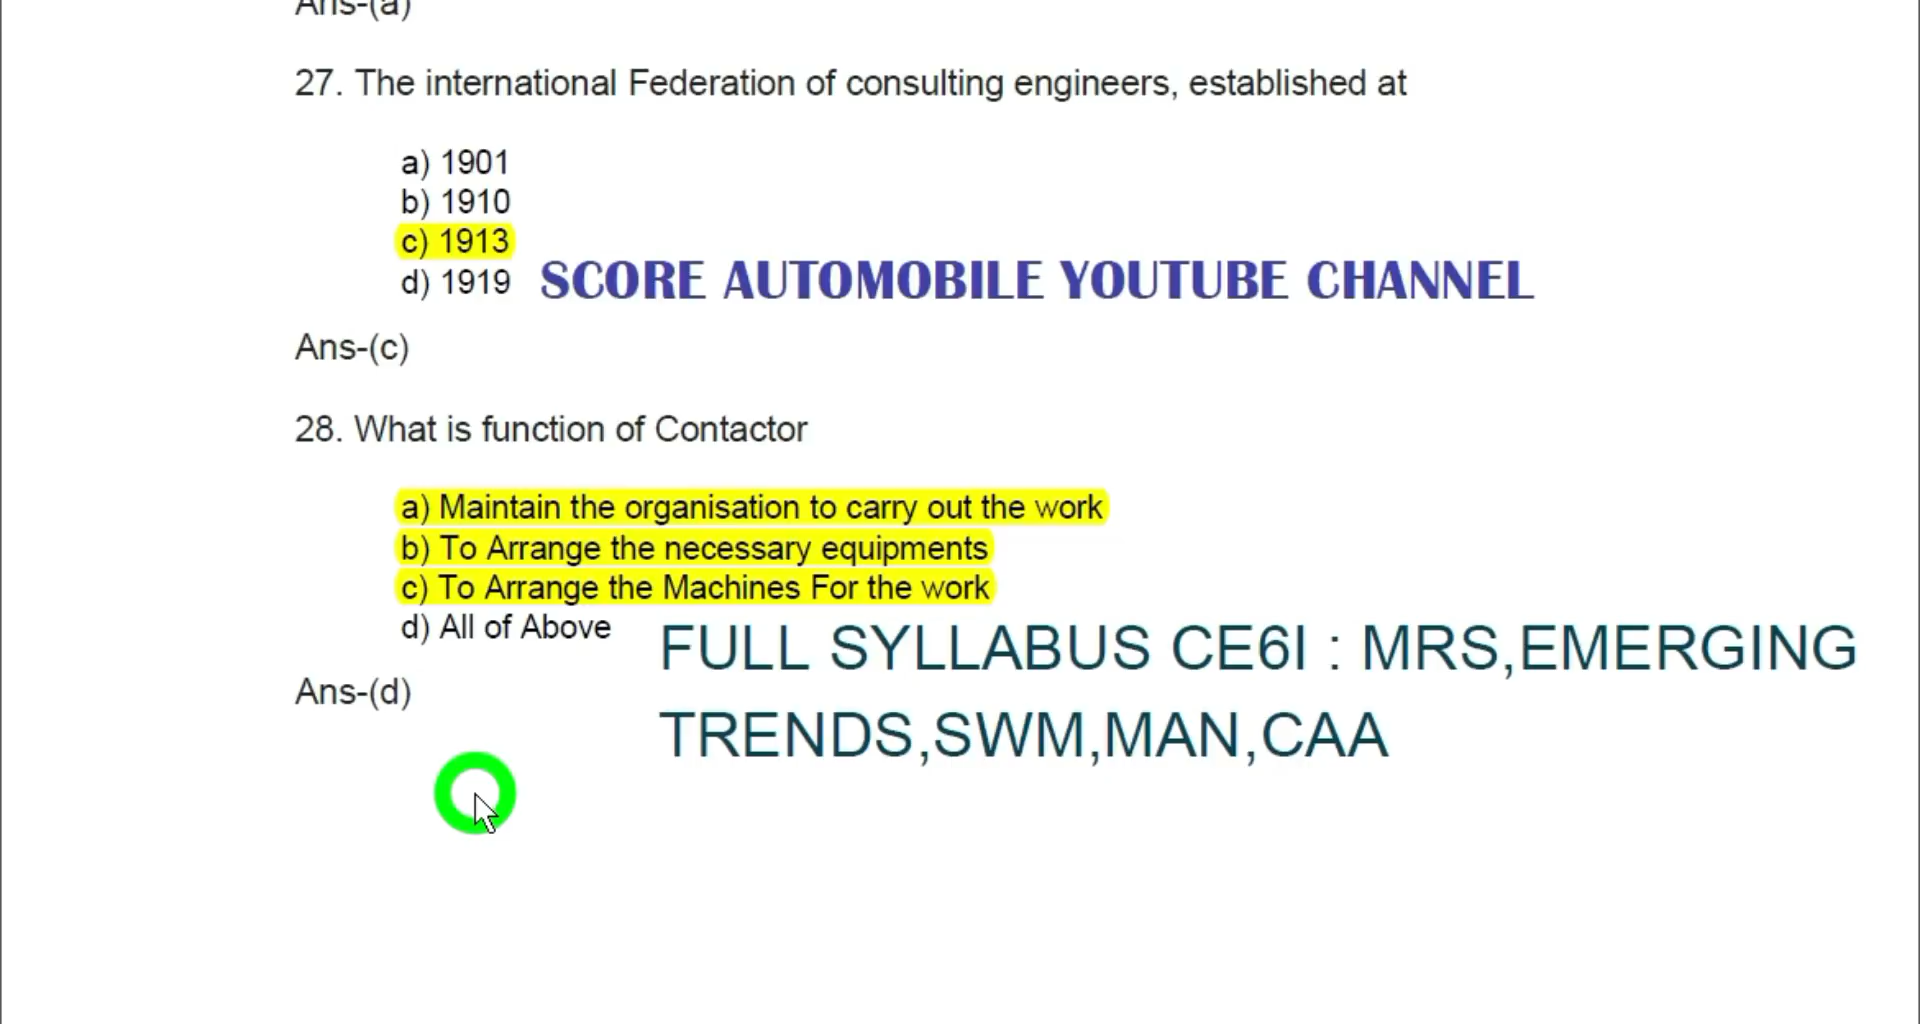 Ans-(a)
27. The international Federation of consulting engineers, established at
a) 1901
b) 1910
c) 1913
d) 1919
SCORE AUTOMOBILE YOUTUBE CHANNEL
Ans-(c)
28. What is function of Contactor
a) Maintain the organisation to carry out the work
b) To Arrange the necessary equipments
c) To Arrange the Machines For the work
d) All of Above
FULL SYLLABUS CE6I : MRS,EMERGING
TRENDS,SWM,MAN,CAA
Ans-(d)